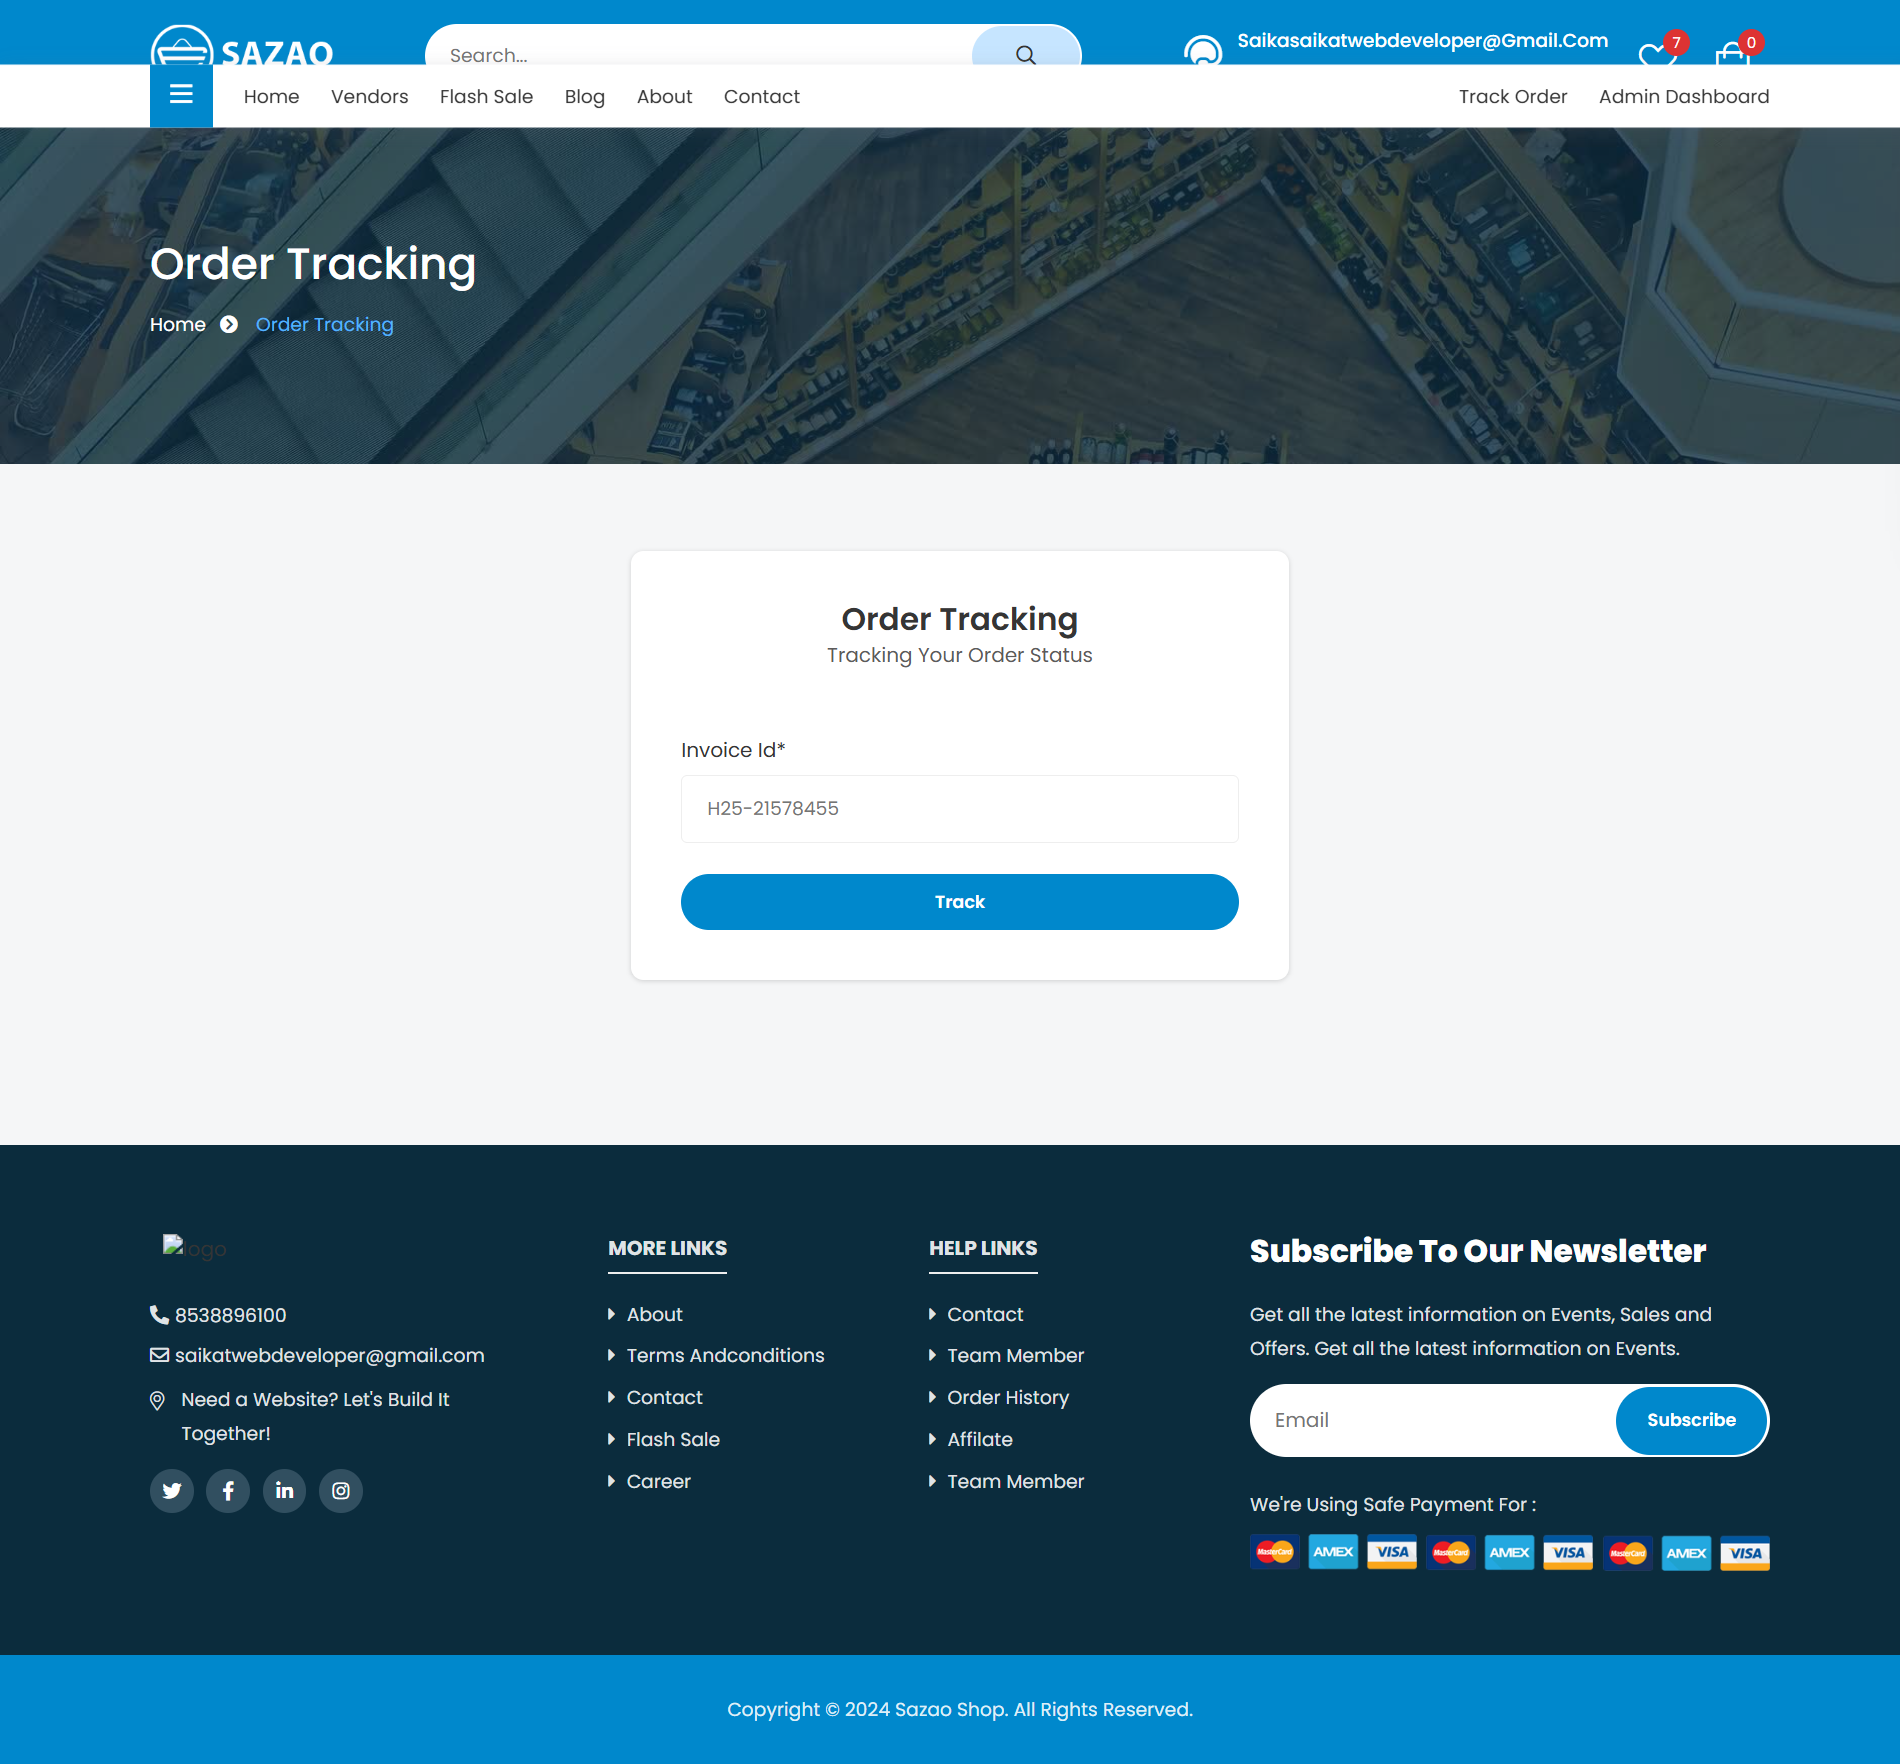 SAZAO
Search...
Saikasaikatwebdeveloper@Gmail.Com
7
0
Home
Vendors
Flash Sale
Blog
About
Contact
Track Order
Admin Dashboard
Order Tracking
Home
Order Tracking
Order Tracking
Tracking Your Order Status
Invoice Id*
H25-21578455
Track
logo
8538896100
saikatwebdeveloper@gmail.com
Need a Website? Let's Build It
Together!
MORE LINKS
About
Terms Andconditions
Contact
Flash Sale
Career
HELP LINKS
Contact
Team Member
Order History
Affilate
Team Member
Subscribe To Our Newsletter
Get all the latest information on Events, Sales and
Offers. Get all the latest information on Events.
Email
Subscribe
We're Using Safe Payment For :
MasterCard AMEX VISA MasterCard AMEX VISA MasterCard AMEX VISA
Copyright © 2024 Sazao Shop. All Rights Reserved.